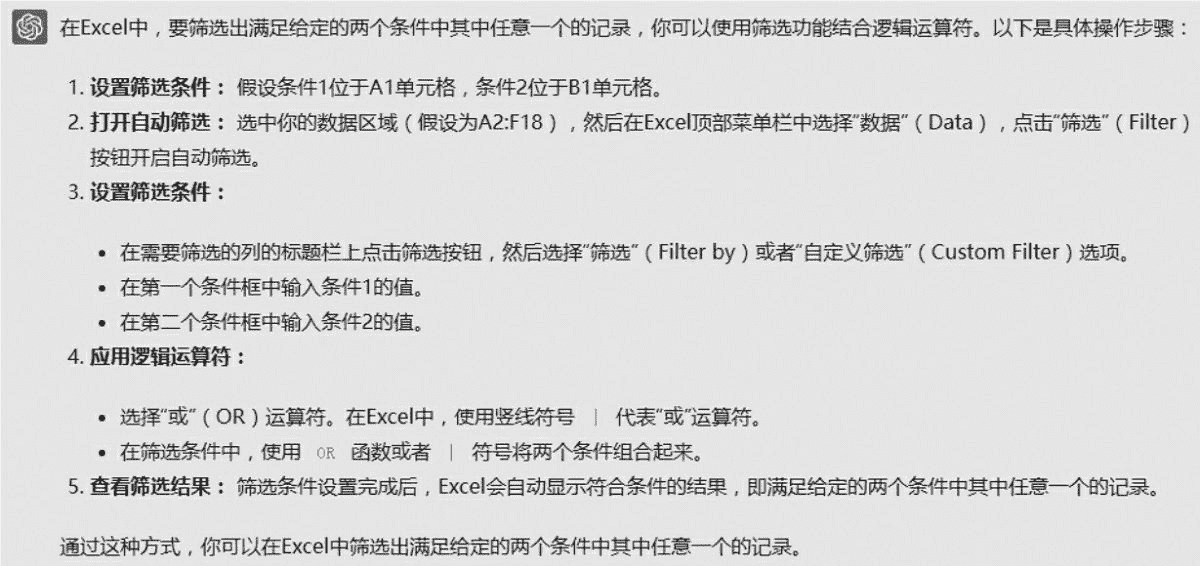 在Excel中，要筛选出满足给定的两个条件中其中任意一个的记录，你可以使用筛选功能结合逻辑运算符。以下是具体操作步骤：
1. 设置筛选条件： 假设条件1位于A1单元格，条件2位于B1单元格。
2. 打开自动筛选： 选中你的数据区域（假设为A2:F18），然后在Excel顶部菜单栏中选择“数据”（Data），点击“筛选”（Filter）
按钮开启自动筛选。
3. 设置筛选条件：
• 在需要筛选的列的标题栏上点击筛选按钮，然后选择“筛选”（Filter by）或者“自定义筛选”（Custom Filter）选项。
• 在第一个条件框中输入条件1的值。
• 在第二个条件框中输入条件2的值。
4. 应用逻辑运算符：
• 选择“或”（OR）运算符。在Excel中，使用竖线符号 | 代表“或”运算符。
• 在筛选条件中，使用 OR 函数或者 | 符号将两个条件组合起来。
5. 查看筛选结果： 筛选条件设置完成后，Excel会自动显示符合条件的结果，即满足给定的两个条件中其中任意一个的记录。
通过这种方式，你可以在Excel中筛选出满足给定的两个条件中其中任意一个的记录。